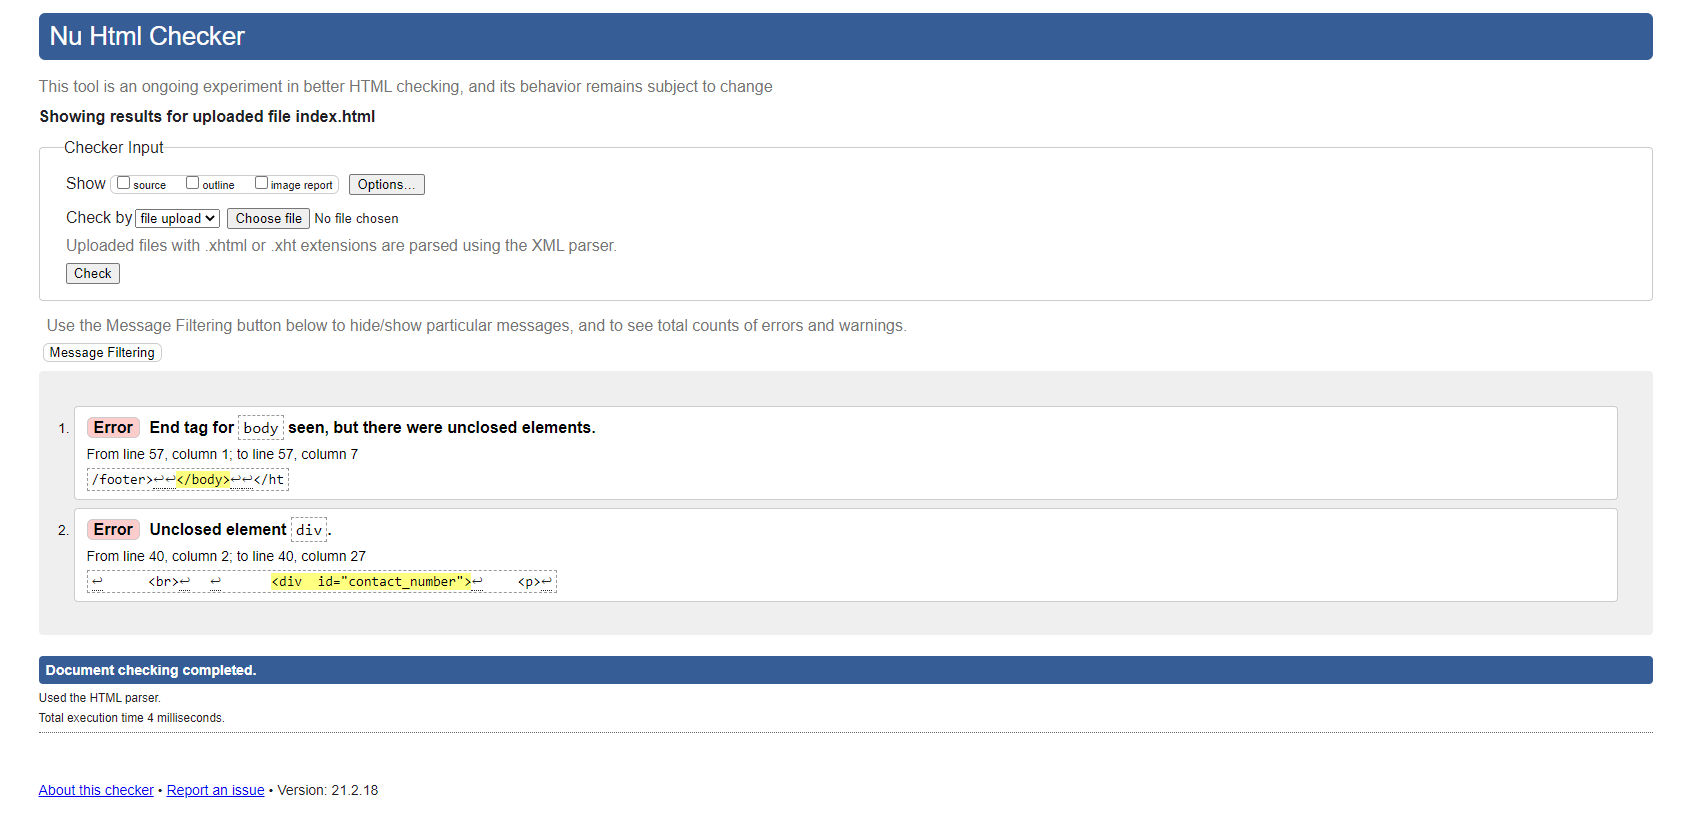 Nu Html Checker
This tool is an ongoing experiment in better HTML checking, and its behavior remains subject to change
Showing results for uploaded file index.html
Checker Input
Show source outline image report Options...
Check by file upload Choose file No file chosen
Uploaded files with .xhtml or .xht extensions are parsed using the XML parser.
Check
Use the Message Filtering button below to hide/show particular messages, and to see total counts of errors and warnings.
Message Filtering
1. Error End tag for body seen, but there were unclosed elements.
From line 57, column 1; to line 57, column 7
/footer>↩↩</body>↩↩</ht
2. Error Unclosed element div.
From line 40, column 2; to line 40, column 27
↩ <br>↩ ↩ <div id="contact_number">↩ <p>↩
Document checking completed.
Used the HTML parser.
Total execution time 4 milliseconds.
About this checker • Report an issue • Version: 21.2.18